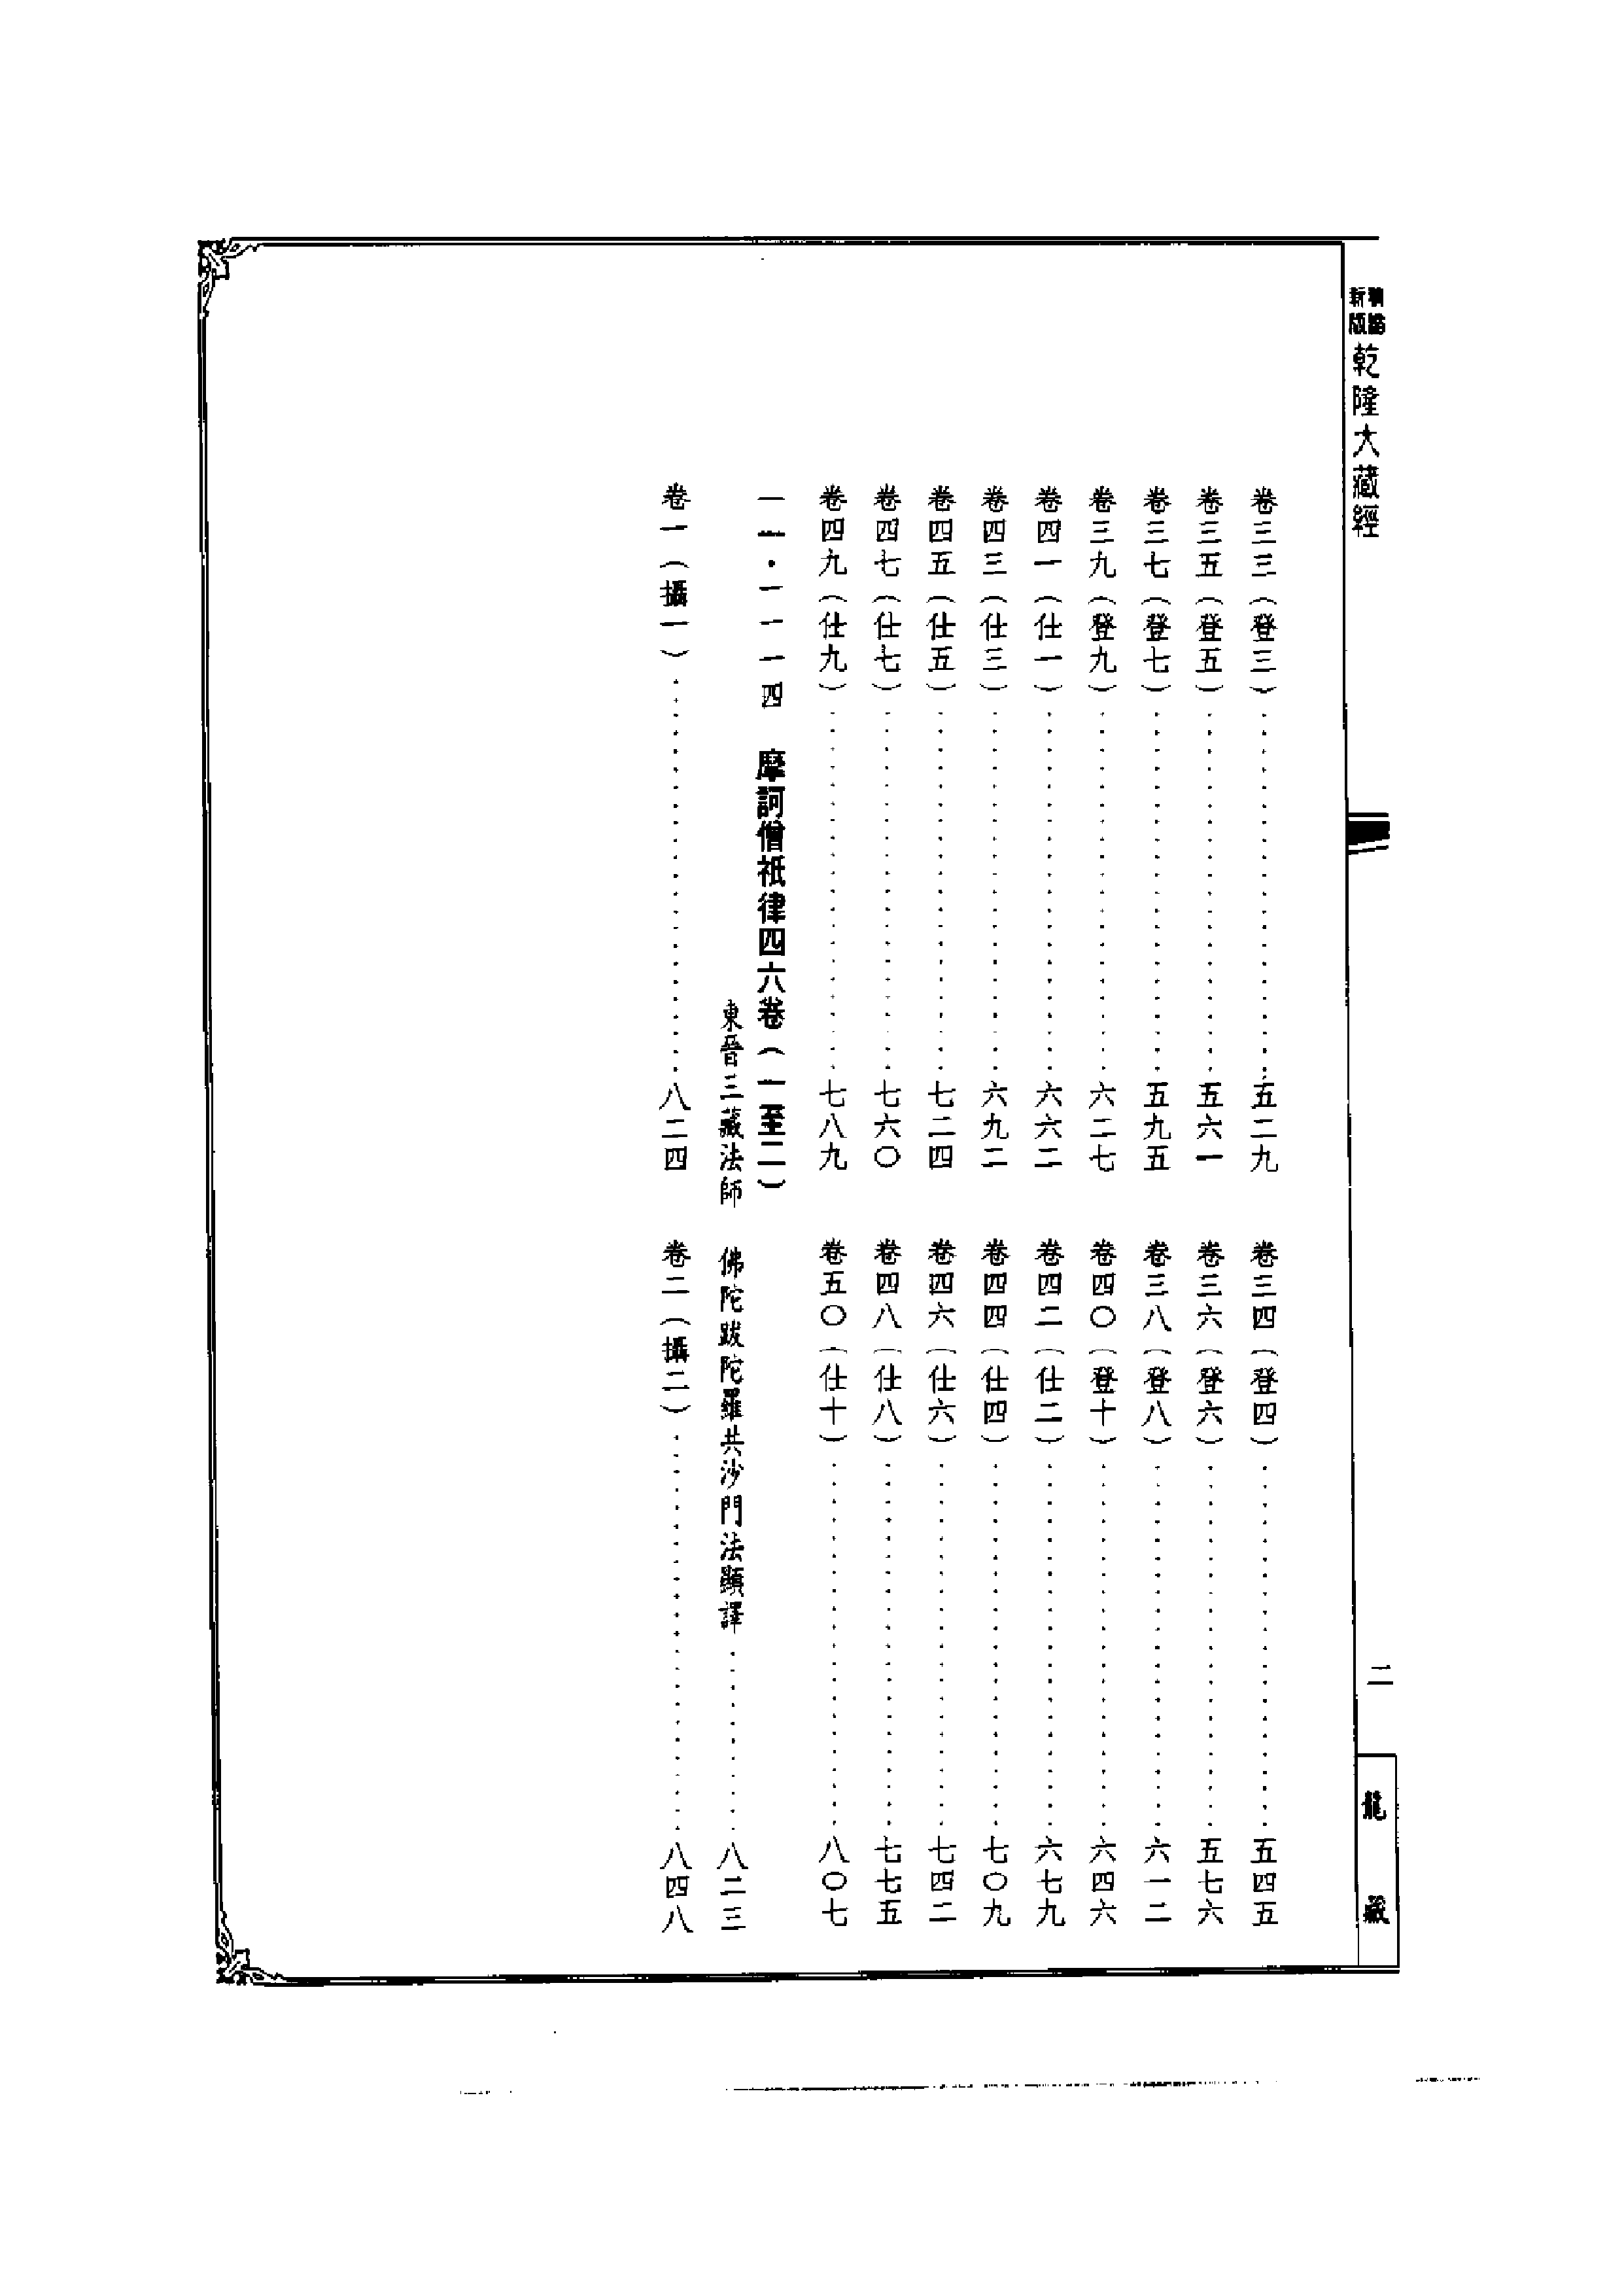 新版
乾隆大藏經
二
龍藏
卷三三（登三）……五二九
卷三四（登四）……五四五
卷三五（登五）……五六一
卷三六（登六）……五七六
卷三七（登七）……五九五
卷三八（登八）……六一二
卷三九（登九）……六二七
卷四〇（登十）……六四六
卷四一（仕一）……六六二
卷四二（仕二）……六七九
卷四三（仕三）……六九二
卷四四（仕四）……七〇九
卷四五（仕五）……七二四
卷四六（仕六）……七四二
卷四七（仕七）……七六〇
卷四八（仕八）……七七五
卷四九（仕九）……七八九
卷五〇（仕十）……八〇七
一一・一一一四　摩訶僧祇律四六卷（一至二）
東晉三藏法師　佛陀跋陀羅共沙門法顯譯……八二三
卷一（攝一）……八二四
卷二（攝二）……八四八